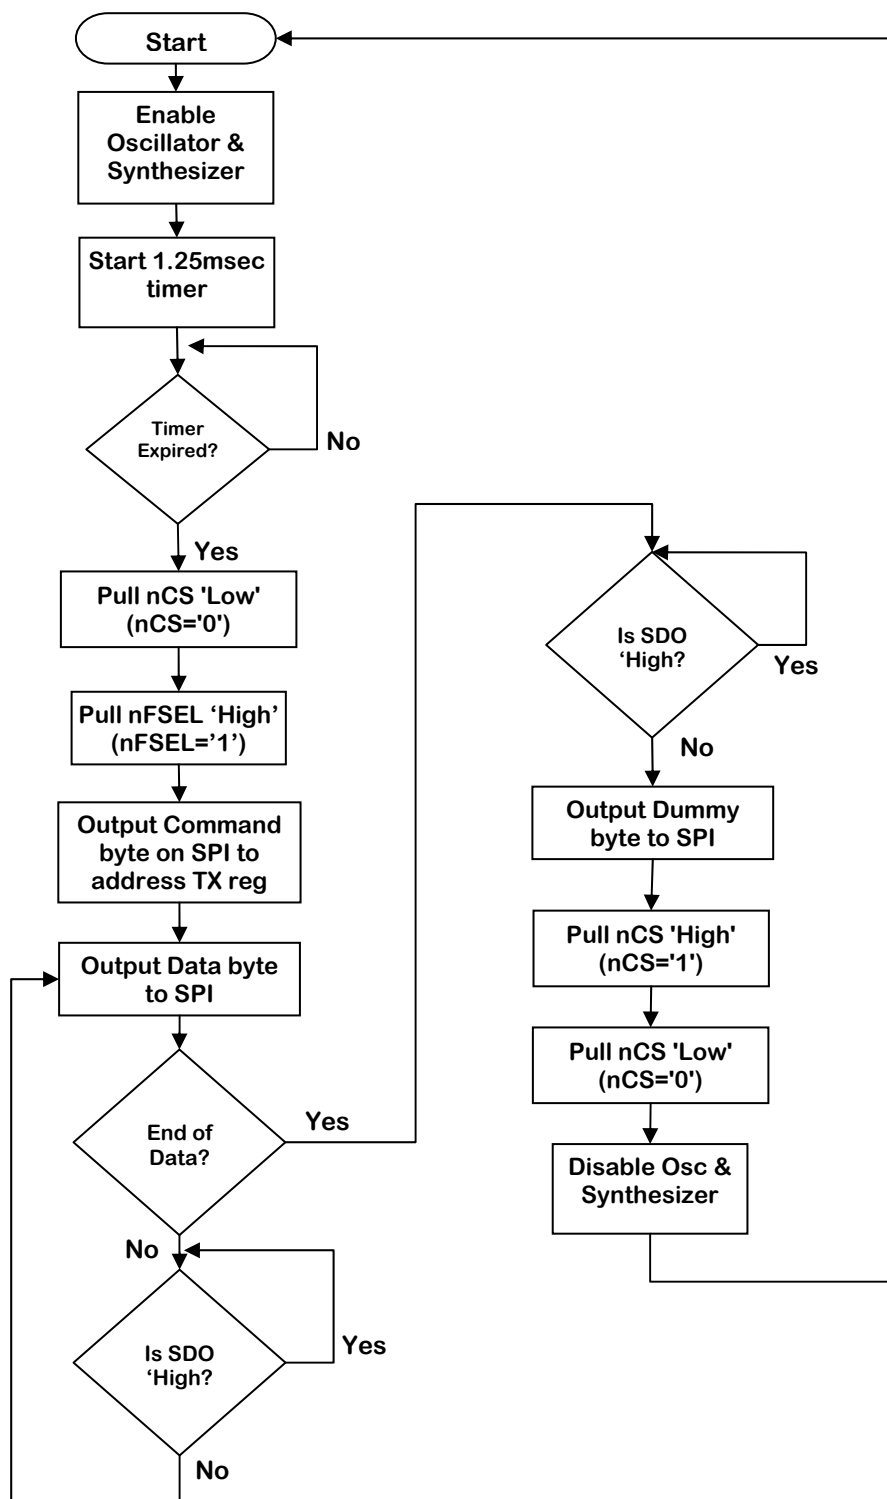 Start
Enable
Oscillator &
Synthesizer
Start 1.25msec
timer
Timer
Expired?
No
Yes
Pull nCS 'Low'
(nCS='0')
Pull nFSEL ‘High’
(nFSEL=’1’)
Output Command
byte on SPI to
address TX reg
Output Data byte
to SPI
End of
Data?
Yes
No
Is SDO
‘High?
Yes
No
Is SDO
‘High?
Yes
No
Output Dummy
byte to SPI
Pull nCS 'High'
(nCS='1')
Pull nCS 'Low'
(nCS='0')
Disable Osc &
Synthesizer